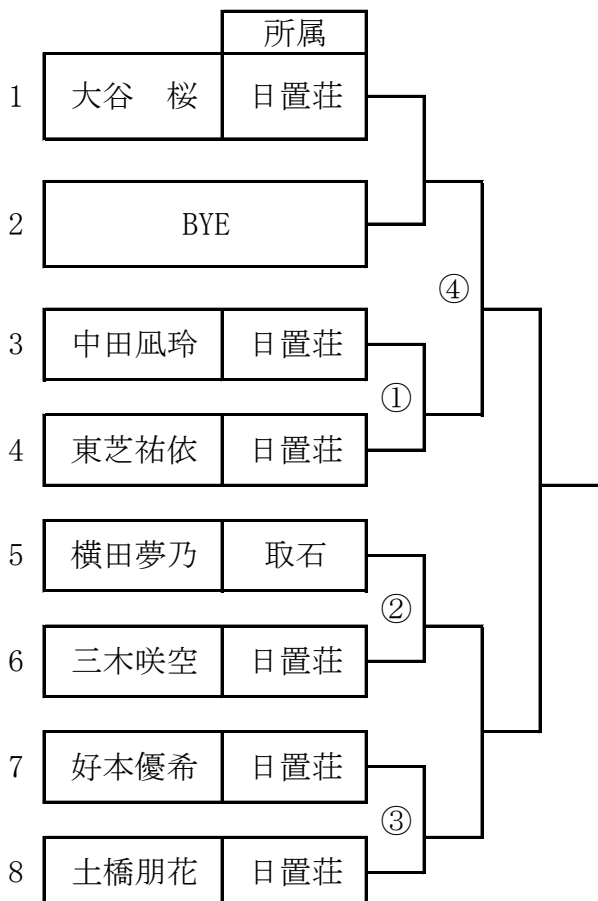 所属
1 大谷　桜 日置荘
2 BYE
④
3 中田凪玲 日置荘
①
4 東芝祐依 日置荘
5 横田夢乃 取石
②
6 三木咲空 日置荘
7 好本優希 日置荘
③
8 土橋朋花 日置荘